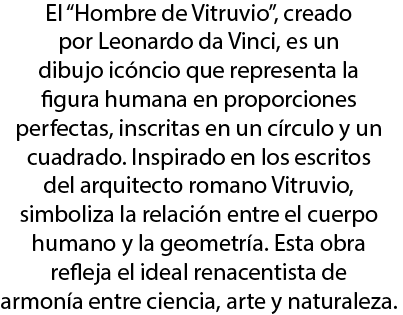 El “Hombre de Vitruvio”, creado
por Leonardo da Vinci, es un
dibujo icóncio que representa la
figura humana en proporciones
perfectas, inscritas en un círculo y un
cuadrado. Inspirado en los escritos
del arquitecto romano Vitruvio,
simboliza la relación entre el cuerpo
humano y la geometría. Esta obra
refleja el ideal renacentista de
armonía entre ciencia, arte y naturaleza.